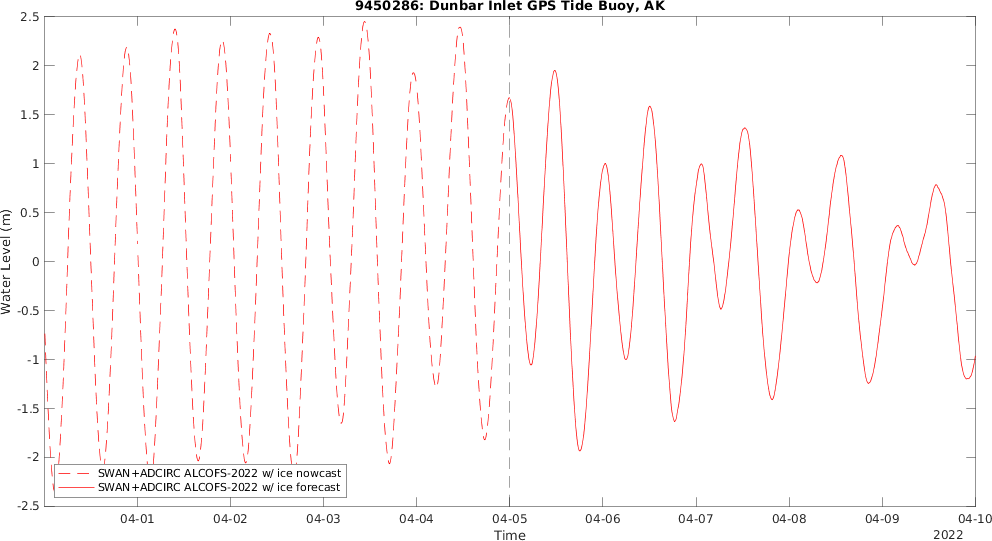 9450286: Dunbar Inlet GPS Tide Buoy, AK
2.5
2
1.5
1
0.5
0
-0.5
-1
-1.5
-2
-2.5
Water Level (m)
SWAN+ADCIRC ALCOFS-2022 w/ ice nowcast
SWAN+ADCIRC ALCOFS-2022 w/ ice forecast
04-01 04-02 04-03 04-04 04-05 04-06 04-07 04-08 04-09 04-10
Time
2022